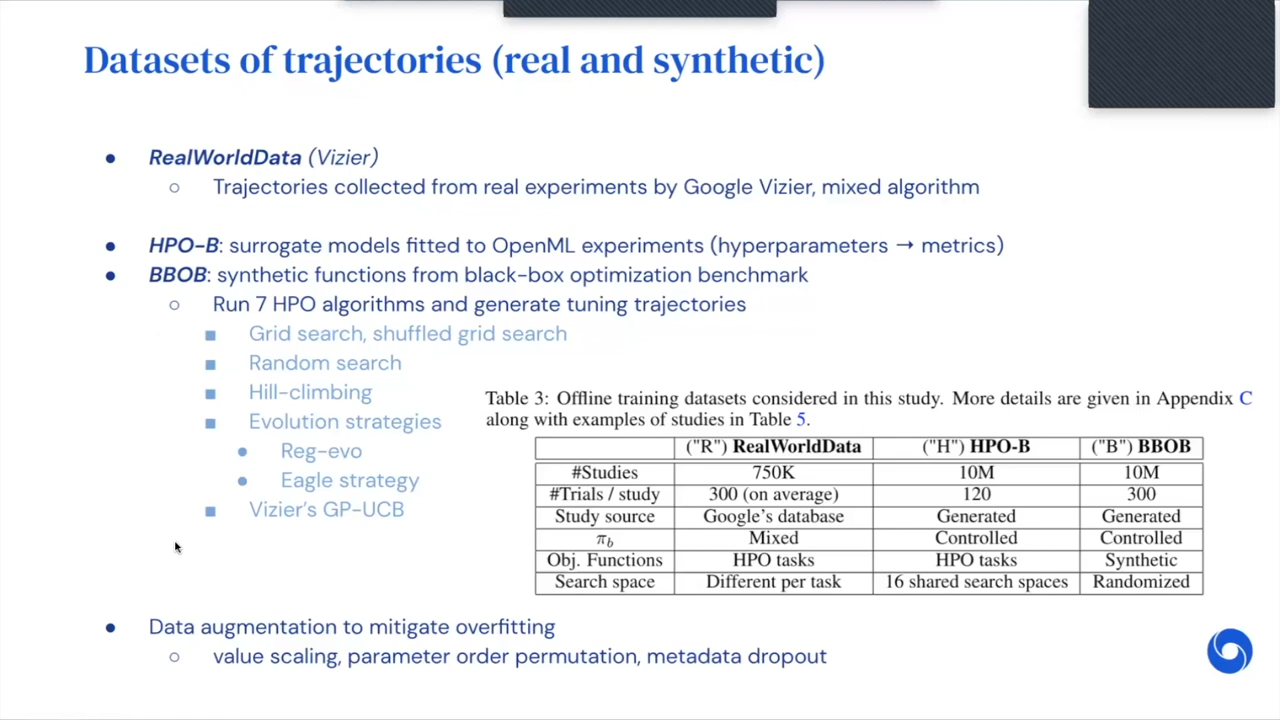 Datasets of trajectories (real and synthetic)
● RealWorldData (Vizier)
○ Trajectories collected from real experiments by Google Vizier, mixed algorithm
● HPO-B: surrogate models fitted to OpenML experiments (hyperparameters → metrics)
● BBOB: synthetic functions from black-box optimization benchmark
○ Run 7 HPO algorithms and generate tuning trajectories
■ Grid search, shuffled grid search
■ Random search
■ Hill-climbing
■ Evolution strategies
● Reg-evo
● Eagle strategy
■ Vizier's GP-UCB
Table 3: Offline training datasets considered in this study. More details are given in Appendix C
along with examples of studies in Table 5.
("R") RealWorldData ("H") HPO-B ("B") BBOB
#Studies 750K 10M 10M
#Trials / study 300 (on average) 120 300
Study source Google's database Generated Generated
π_b Mixed Controlled Controlled
Obj. Functions HPO tasks HPO tasks Synthetic
Search space Different per task 16 shared search spaces Randomized
● Data augmentation to mitigate overfitting
○ value scaling, parameter order permutation, metadata dropout